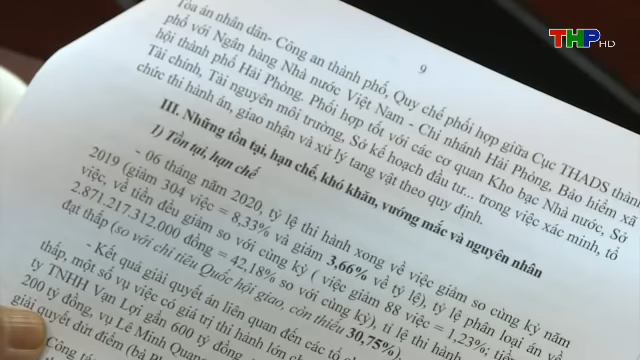 THP HD
9
Tòa án nhân dân- Công an thành phố, Quy chế phối hợp giữa Cục THADS thành
phố với Ngân hàng Nhà nước Việt Nam - Chi nhánh Hải Phòng, Bảo hiểm xã
hội thành phố Hải Phòng. Phối hợp tốt với các cơ quan Kho bạc Nhà nước, Sở
Tài chính, Tài nguyên môi trường, Sở kế hoạch đầu tư... trong việc xác minh, tổ
chức thi hành án, giao nhận và xử lý tang vật theo quy định.
III. Những tồn tại, hạn chế, khó khăn, vướng mắc và nguyên nhân
1) Tồn tại, hạn chế
- 06 tháng năm 2020, tỷ lệ thi hành xong về việc giảm so cùng kỳ năm
2019 (giảm 304 việc = 8,33% và giảm 3,66% về tỷ lệ), tỷ lệ phân loại án về
việc, về tiền đều giảm so với cùng kỳ ( việc giảm 88 việc = 1,23%; tiền
2.871.217.312.000 đồng = 42,18% so với cùng kỳ), tỉ lệ thi hành
đạt thấp (so với chỉ tiêu Quốc hội giao, còn thiếu 30,75%).
- Kết quả giải quyết án liên quan đến các tổ
thấp, một số vụ việc có giá trị thi hành lớn
ty TNHH Vạn Lợi gần 600 tỷ
200 tỷ đồng, vụ Lê Minh Quang
giải quyết dứt điểm (bà
Công tác